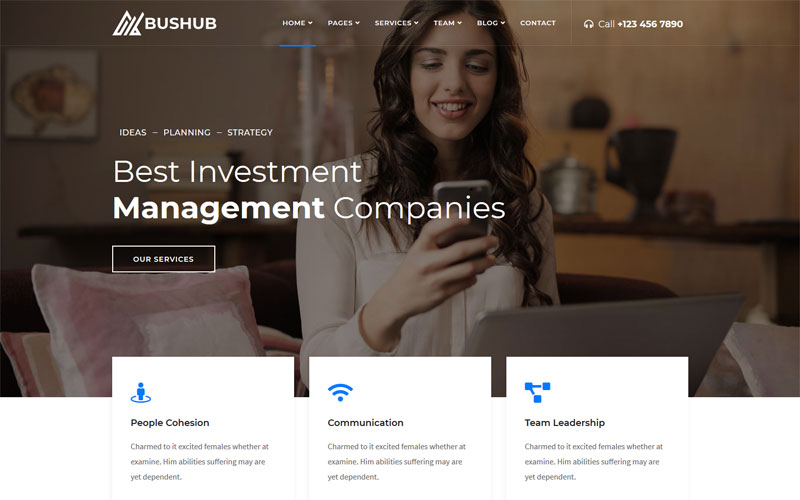 BUSHUB
HOME PAGES SERVICES TEAM BLOG CONTACT
Call +123 456 7890
IDEAS – PLANNING – STRATEGY
Best Investment
Management Companies
OUR SERVICES
People Cohesion
Charmed to it excited females whether at
examine. Him abilities suffering may are
yet dependent.
Communication
Charmed to it excited females whether at
examine. Him abilities suffering may are
yet dependent.
Team Leadership
Charmed to it excited females whether at
examine. Him abilities suffering may are
yet dependent.